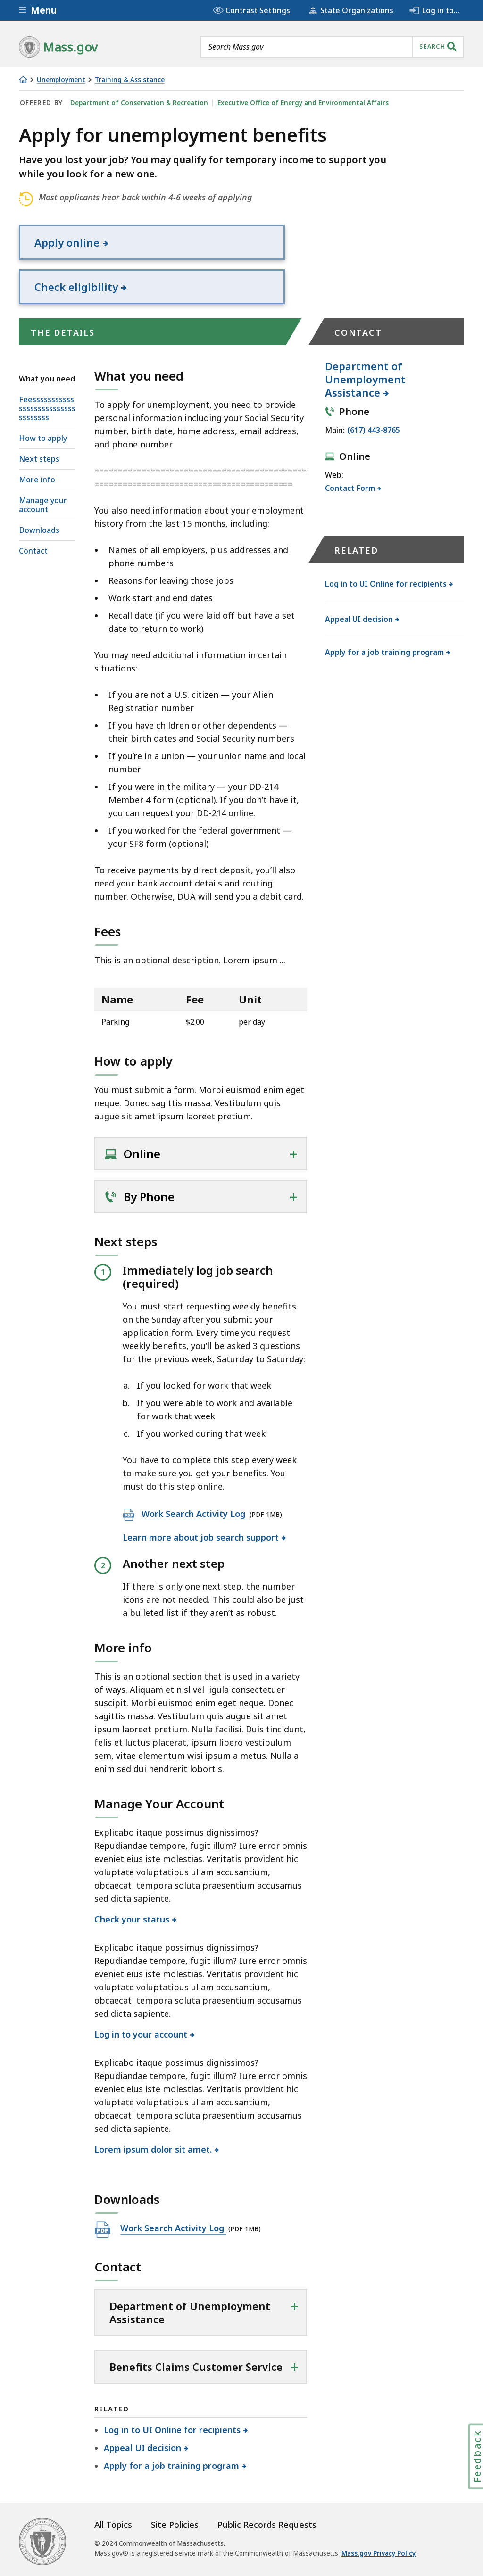 Menu
Contrast Settings
State Organizations
Log in to...
Mass.gov
Search Mass.gov
SEARCH
Unemployment
Training & Assistance
OFFERED BY Department of Conservation & Recreation Executive Office of Energy and Environmental Affairs
Apply for unemployment benefits
Have you lost your job? You may qualify for temporary income to support you
while you look for a new one.
Most applicants hear back within 4-6 weeks of applying
Apply online
Check eligibility
THE DETAILS
What you need
Feesssssssssss
sssssssssssssss
ssssssss
How to apply
Next steps
More info
Manage your
account
Downloads
Contact
What you need
To apply for unemployment, you need to provide
personal information including your Social Security
number, birth date, home address, email address,
and phone number.
=============================================
==========================================
You also need information about your employment
history from the last 15 months, including:
• Names of all employers, plus addresses and
phone numbers
• Reasons for leaving those jobs
• Work start and end dates
• Recall date (if you were laid off but have a set
date to return to work)
You may need additional information in certain
situations:
• If you are not a U.S. citizen — your Alien
Registration number
• If you have children or other dependents —
their birth dates and Social Security numbers
• If you're in a union — your union name and local
number
• If you were in the military — your DD-214
Member 4 form (optional). If you don't have it,
you can request your DD-214 online.
• If you worked for the federal government —
your SF8 form (optional)
To receive payments by direct deposit, you'll also
need your bank account details and routing
number. Otherwise, DUA will send you a debit card.
Fees
This is an optional description. Lorem ipsum ...
Name Fee Unit
Parking $2.00 per day
How to apply
You must submit a form. Morbi euismod enim eget
neque. Donec sagittis massa. Vestibulum quis
augue sit amet ipsum laoreet pretium.
Online
By Phone
Next steps
1
Immediately log job search
(required)
You must start requesting weekly benefits
on the Sunday after you submit your
application form. Every time you request
weekly benefits, you'll be asked 3 questions
for the previous week, Saturday to Saturday:
a. If you looked for work that week
b. If you were able to work and available
for work that week
c. If you worked during that week
You have to complete this step every week
to make sure you get your benefits. You
must do this step online.
PDF
Work Search Activity Log (PDF 1MB)
Learn more about job search support
2
Another next step
If there is only one next step, the number
icons are not needed. This could also be just
a bulleted list if they aren't as robust.
More info
This is an optional section that is used in a variety
of ways. Aliquam et nisl vel ligula consectetuer
suscipit. Morbi euismod enim eget neque. Donec
sagittis massa. Vestibulum quis augue sit amet
ipsum laoreet pretium. Nulla facilisi. Duis tincidunt,
felis et luctus placerat, ipsum libero vestibulum
sem, vitae elementum wisi ipsum a metus. Nulla a
enim sed dui hendrerit lobortis.
Manage Your Account
Explicabo itaque possimus dignissimos?
Repudiandae tempore, fugit illum? Iure error omnis
eveniet eius iste molestias. Veritatis provident hic
voluptate voluptatibus ullam accusantium,
obcaecati tempora soluta praesentium accusamus
sed dicta sapiente.
Check your status
Explicabo itaque possimus dignissimos?
Repudiandae tempore, fugit illum? Iure error omnis
eveniet eius iste molestias. Veritatis provident hic
voluptate voluptatibus ullam accusantium,
obcaecati tempora soluta praesentium accusamus
sed dicta sapiente.
Log in to your account
Explicabo itaque possimus dignissimos?
Repudiandae tempore, fugit illum? Iure error omnis
eveniet eius iste molestias. Veritatis provident hic
voluptate voluptatibus ullam accusantium,
obcaecati tempora soluta praesentium accusamus
sed dicta sapiente.
Lorem ipsum dolor sit amet.
Downloads
PDF
Work Search Activity Log (PDF 1MB)
Contact
Department of Unemployment
Assistance
Benefits Claims Customer Service
RELATED
• Log in to UI Online for recipients
• Appeal UI decision
• Apply for a job training program
CONTACT
Department of
Unemployment
Assistance
Phone
Main: (617) 443-8765
Online
Web:
Contact Form
RELATED
Log in to UI Online for recipients
Appeal UI decision
Apply for a job training program
Feedback
All Topics
Site Policies
Public Records Requests
© 2024 Commonwealth of Massachusetts.
Mass.gov® is a registered service mark of the Commonwealth of Massachusetts. Mass.gov Privacy Policy